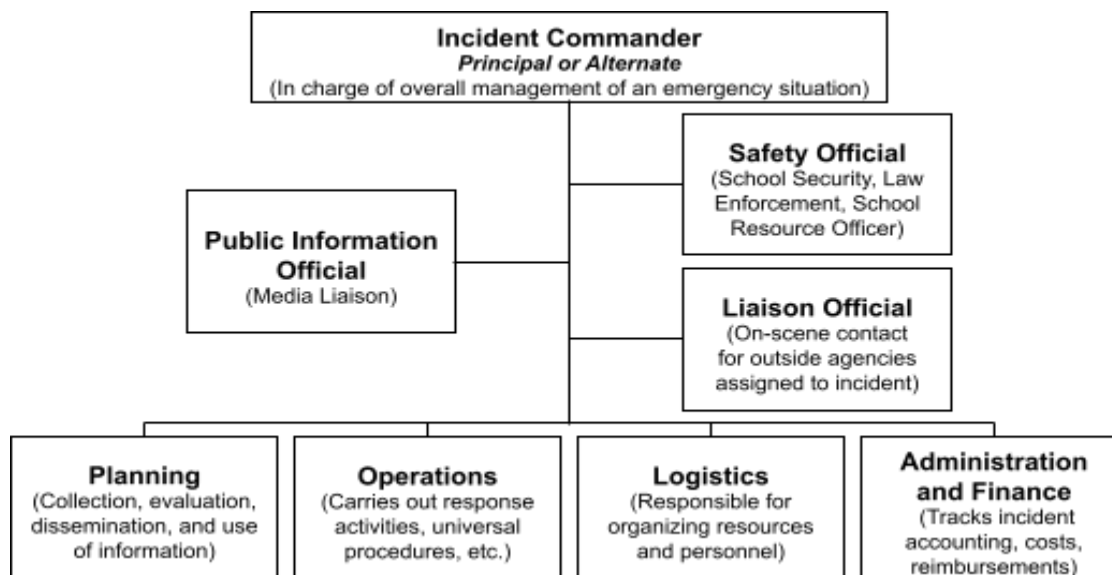 Incident Commander
Principal or Alternate
(In charge of overall management of an emergency situation)
Safety Official
(School Security, Law
Enforcement, School
Resource Officer)
Public Information
Official
(Media Liaison)
Liaison Official
(On-scene contact
for outside agencies
assigned to incident)
Planning
(Collection, evaluation,
dissemination, and use
of information)
Operations
(Carries out response
activities, universal
procedures, etc.)
Logistics
(Responsible for
organizing resources
and personnel)
Administration
and Finance
(Tracks incident
accounting, costs,
reimbursements)